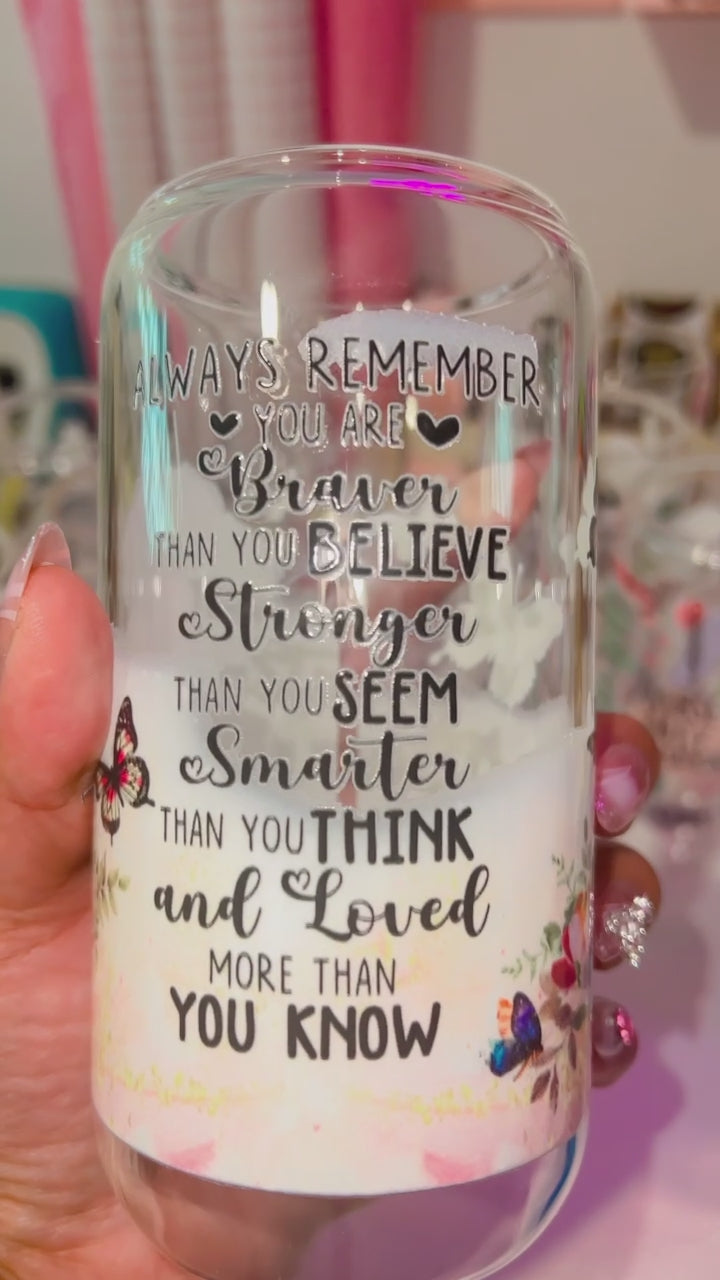 ALWAYS REMEMBER
YOU ARE
Braver
THAN YOU BELIEVE
Stronger
THAN YOU SEEM
Smarter
THAN YOU THINK
and Loved
MORE THAN
YOU KNOW